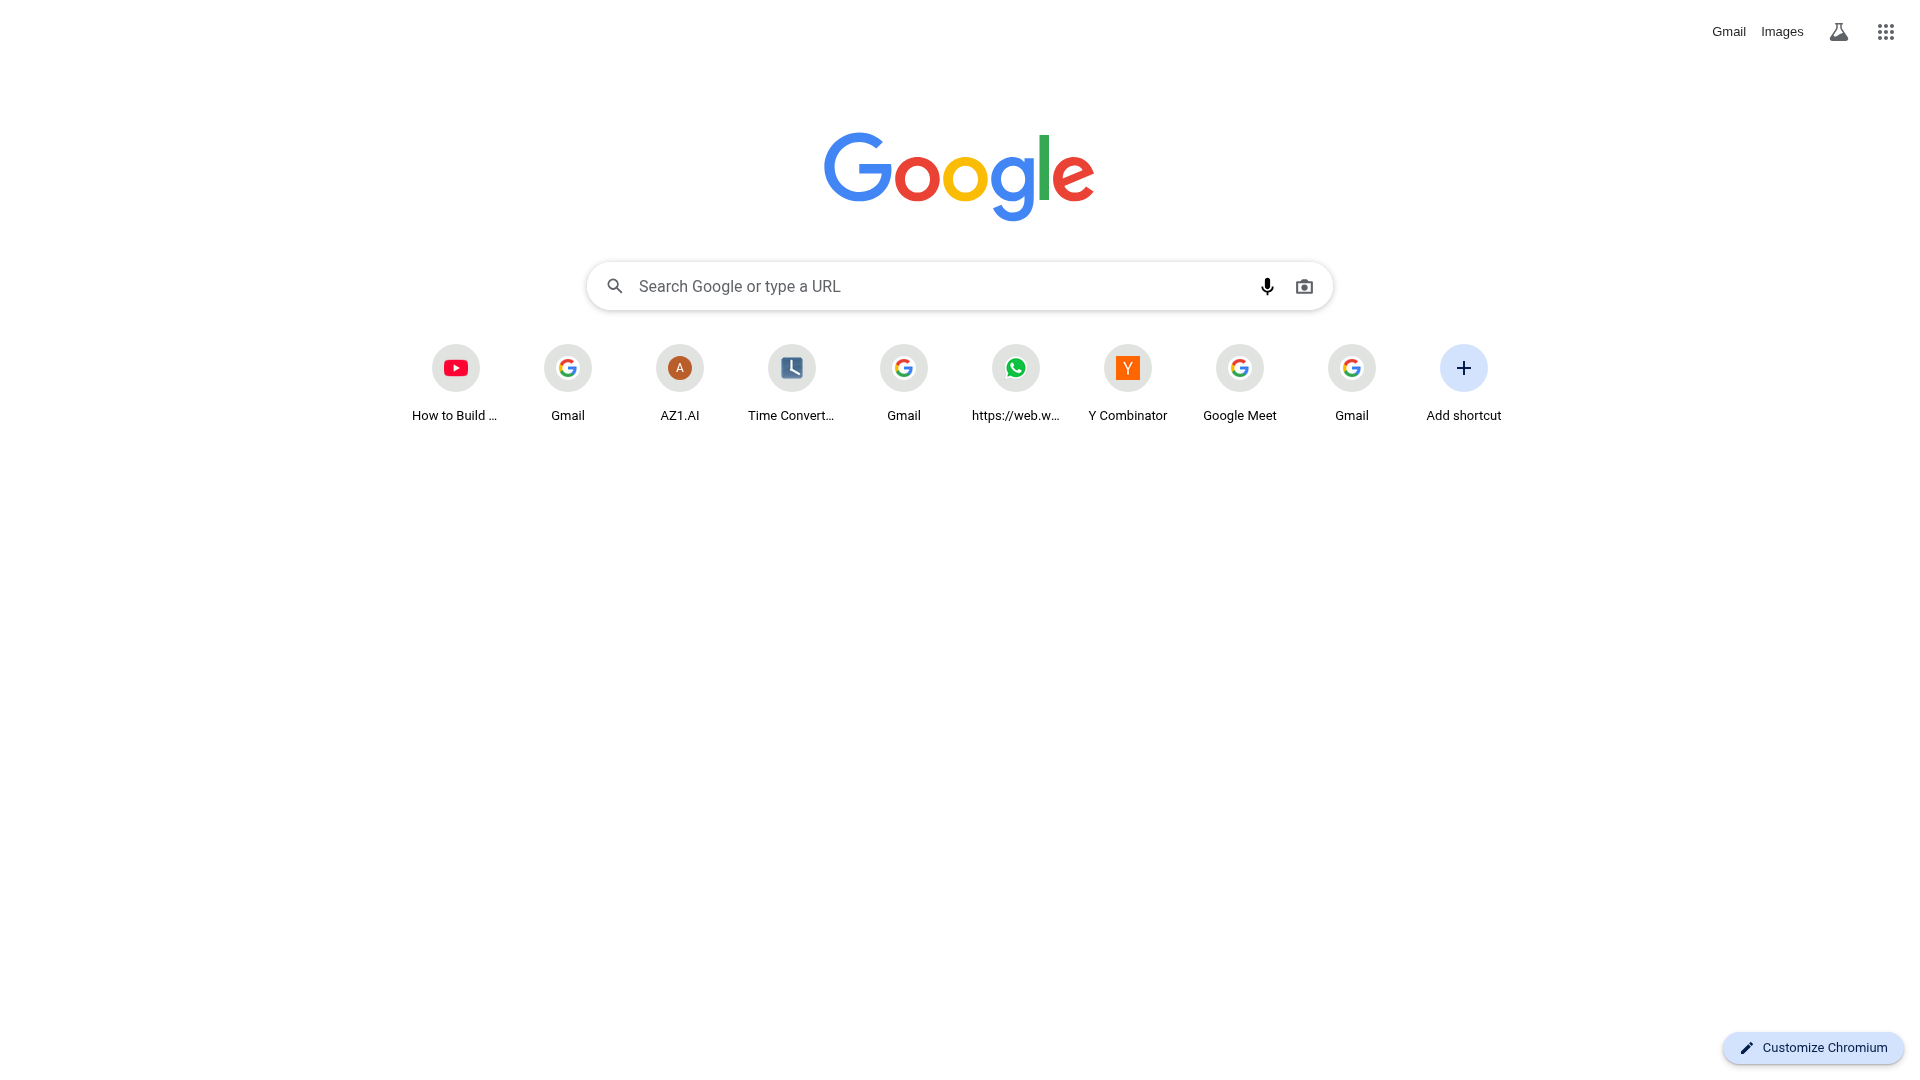 Gmail Images
Google
Search Google or type a URL
A
Y
How to Build ...
Gmail
AZ1.AI
Time Convert...
Gmail
https://web.w...
Y Combinator
Google Meet
Gmail
Add shortcut
Customize Chromium